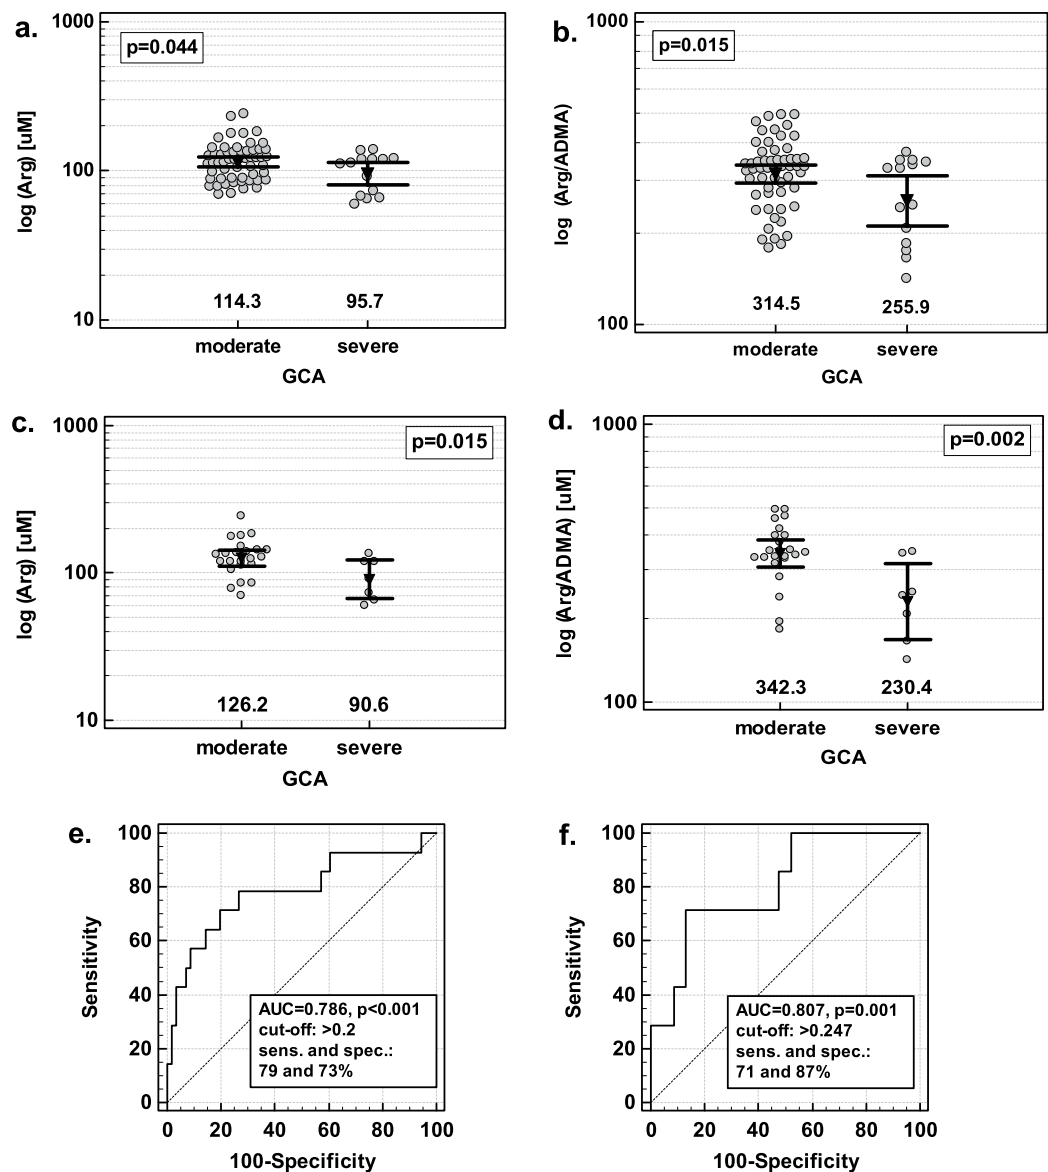 a.
1000
100
10
log (Arg) [uM]
p=0.044
114.3
95.7
moderate
severe
GCA
b.
1000
100
log (Arg/ADMA)
p=0.015
314.5
255.9
moderate
severe
GCA
c.
1000
100
10
log (Arg) [uM]
p=0.015
126.2
90.6
moderate
severe
GCA
d.
1000
100
log (Arg/ADMA) [uM]
p=0.002
342.3
230.4
moderate
severe
GCA
e.
100
80
60
40
20
0
Sensitivity
AUC=0.786, p<0.001
cut-off: >0.2
sens. and spec.:
79 and 73%
0 20 40 60 80 100
100-Specificity
f.
100
80
60
40
20
0
Sensitivity
AUC=0.807, p=0.001
cut-off: >0.247
sens. and spec.:
71 and 87%
0 20 40 60 80 100
100-Specificity